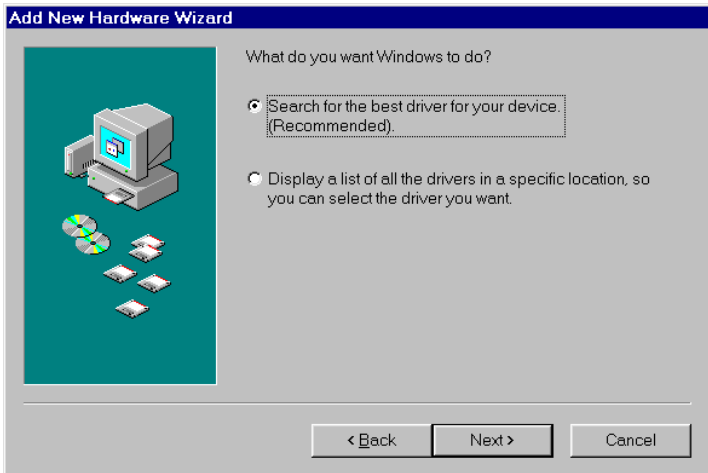 Add New Hardware Wizard
What do you want Windows to do?
Search for the best driver for your device.
(Recommended).
Display a list of all the drivers in a specific location, so
you can select the driver you want.
< Back
Next >
Cancel